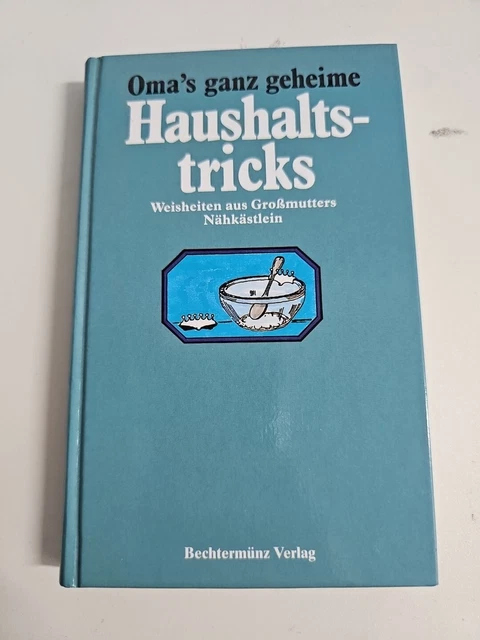 Oma's ganz geheime
Haushalts-
tricks
Weisheiten aus Großmutters
Nähkästlein
Bechtermünz Verlag